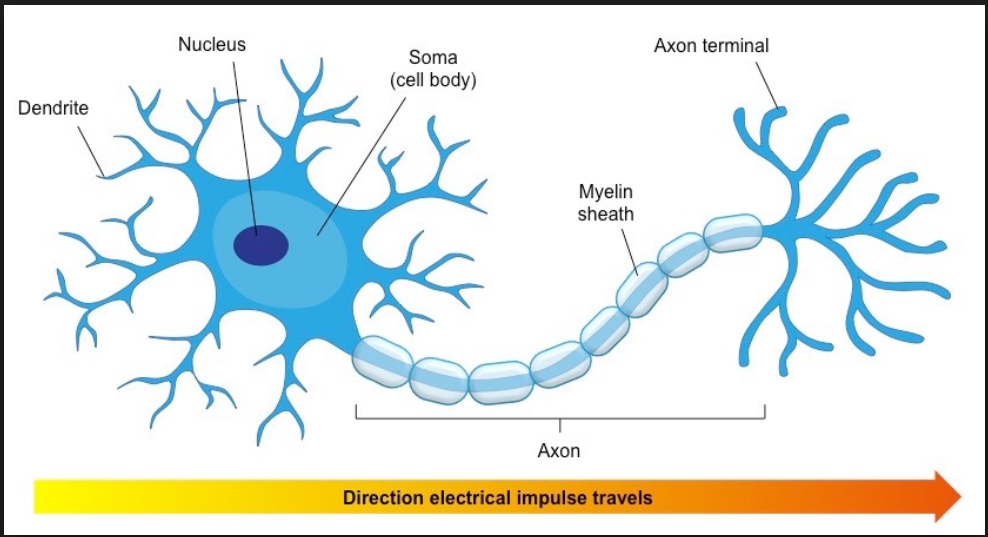 Nucleus
Soma
(cell body)
Axon terminal
Dendrite
Myelin
sheath
Axon
Direction electrical impulse travels